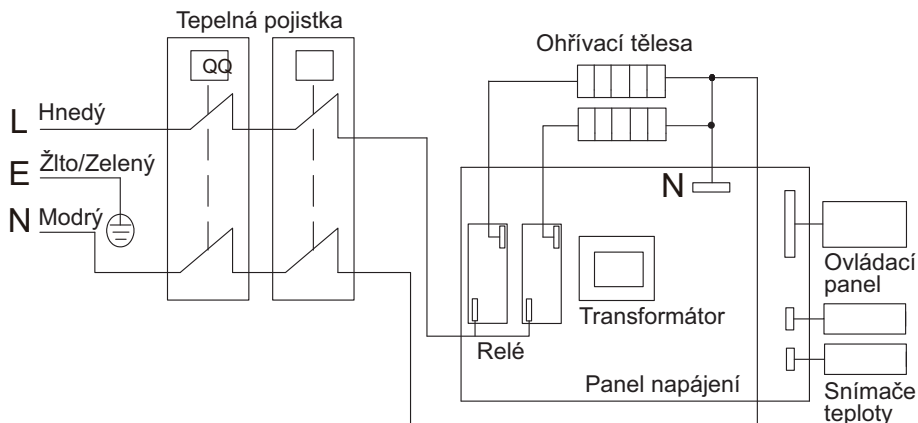 Tepelná pojistka
QQ
Ohřívací tělesa
L Hnedý
E Žlto/Zelený
N Modrý
N
Ovládací
panel
Transformátor
Relé
Panel napájení
Snímače
teploty